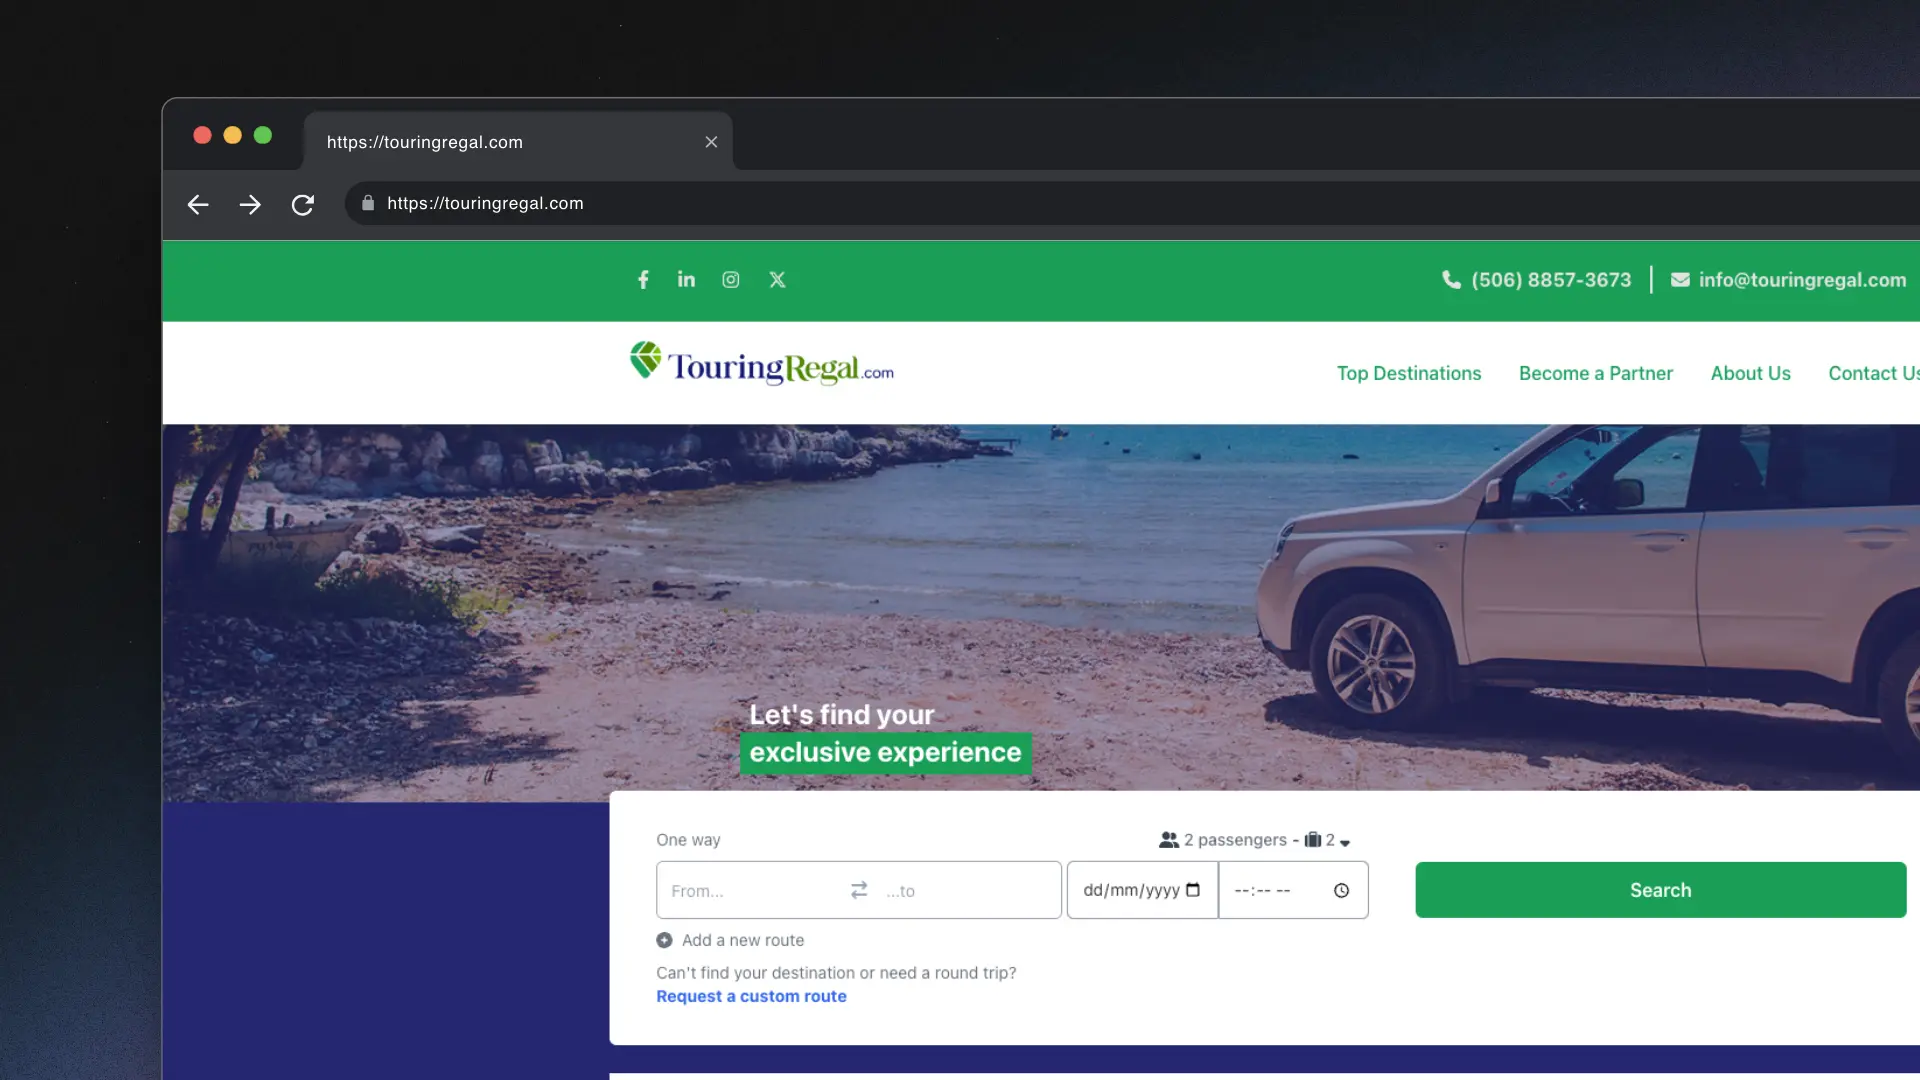 https://touringregal.com
https://touringregal.com
(506) 8857-3673 info@touringregal.com
TouringRegal.com
Top Destinations Become a Partner About Us Contact Us
Let's find your
exclusive experience
One way 2 passengers - 2
From... ...to dd/mm/yyyy --:-- -- Search
Add a new route
Can't find your destination or need a round trip?
Request a custom route